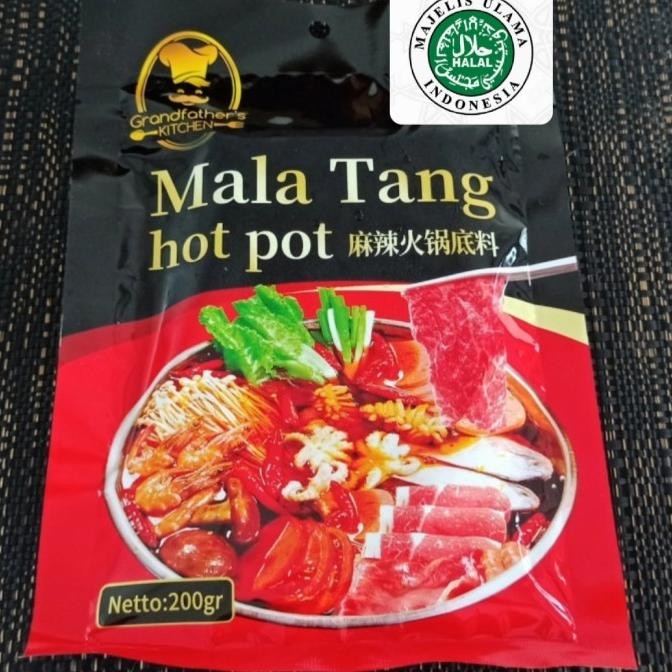 MAJELIS ULAMA
حلال
HALAL
INDONESIA
Grandfather's
KITCHEN
Mala Tang
hot pot 麻辣火锅底料
Netto:200gr